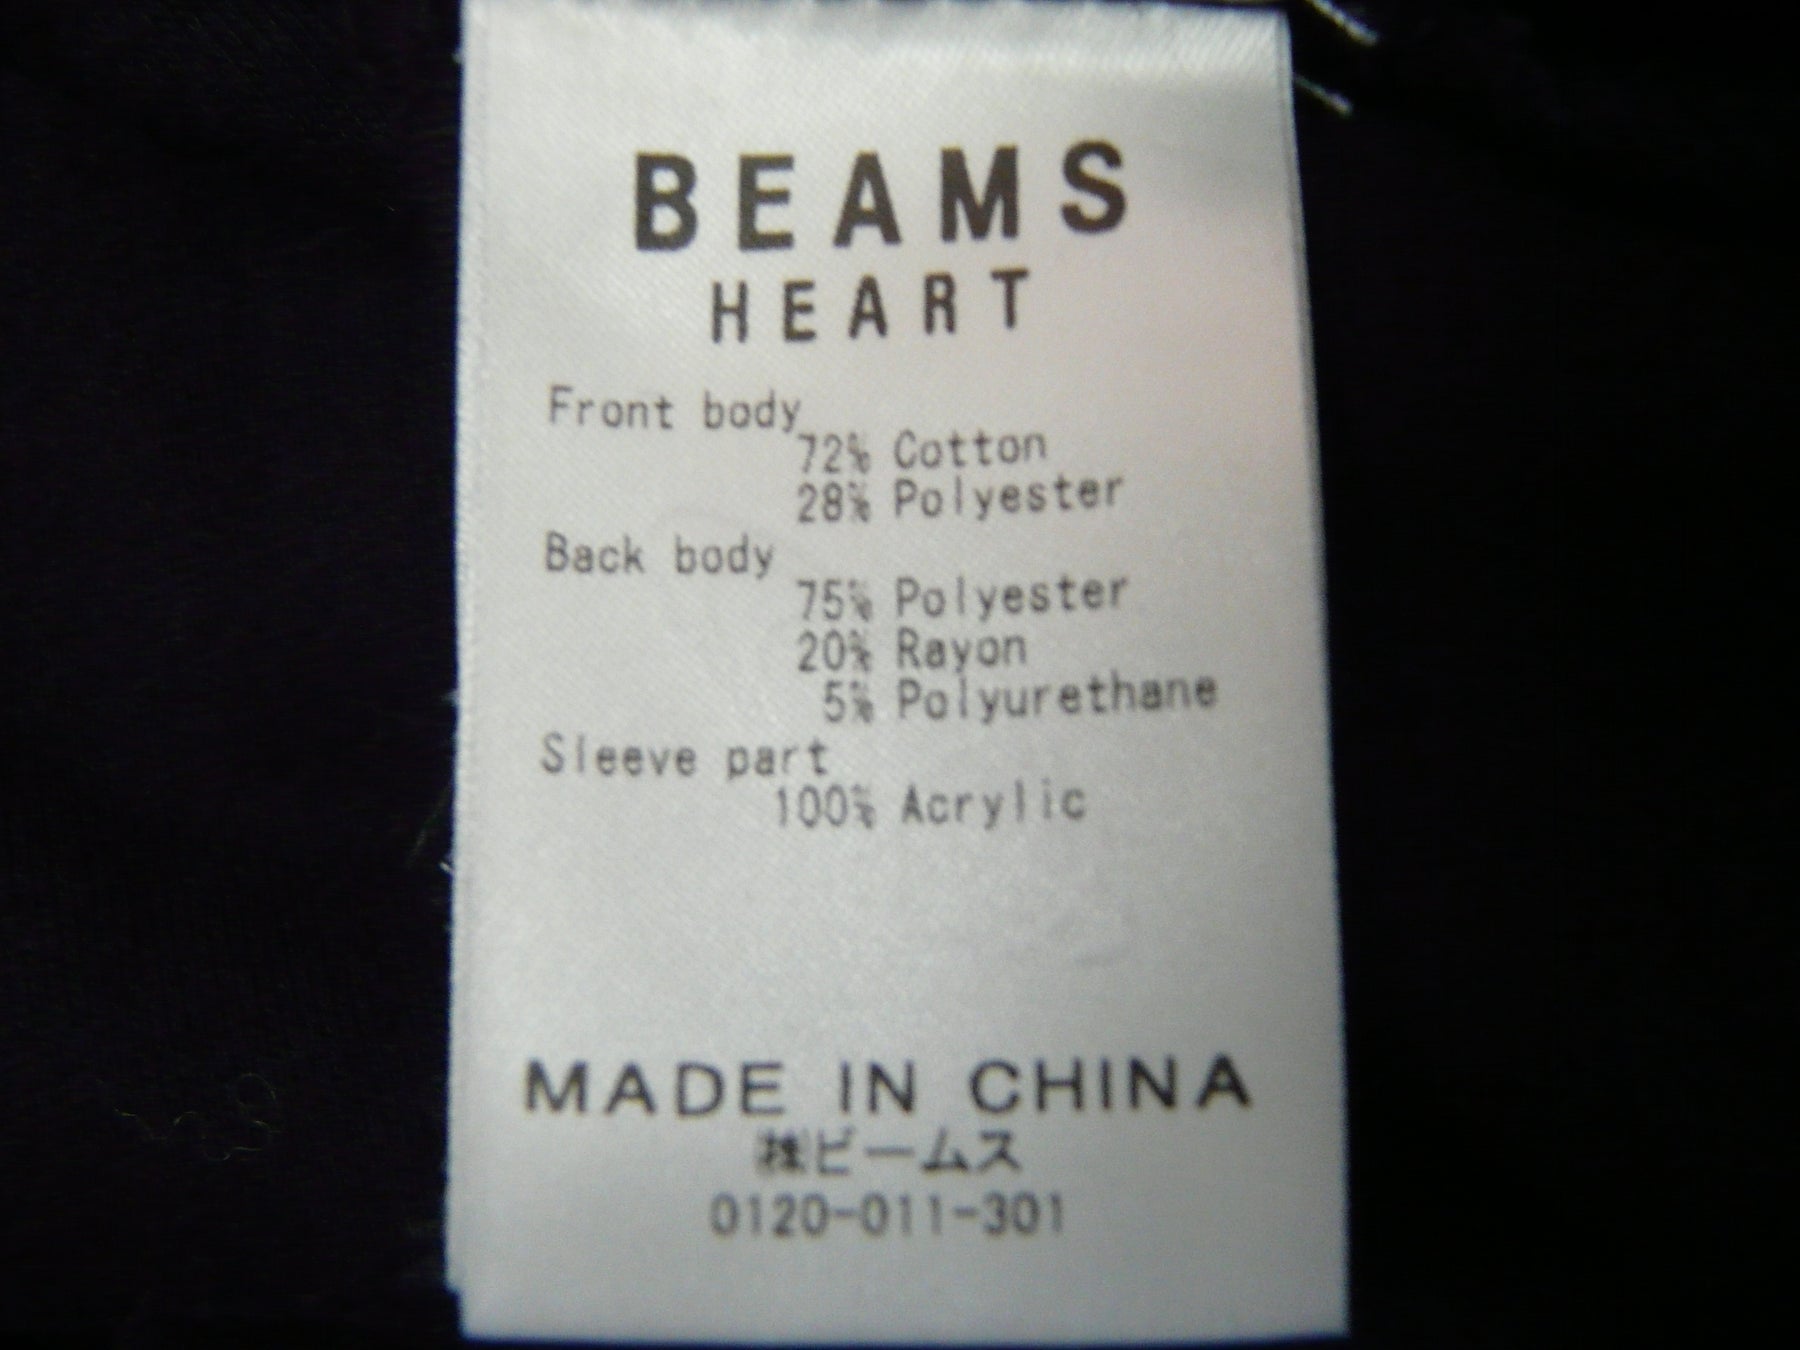 BEAMS
HEART
Front body
72% Cotton
28% Polyester
Back body
75% Polyester
20% Rayon
5% Polyurethane
Sleeve part
100% Acrylic
MADE IN CHINA
㈱ビームス
0120-011-301